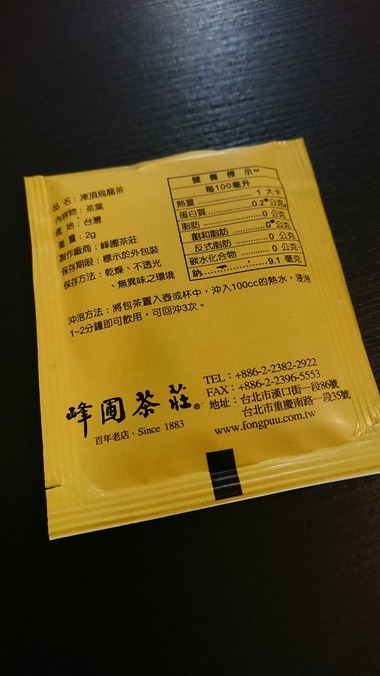 品 名：凍頂烏龍茶
內容物：茶葉
產 地：台灣
重 量：2g
製作廠商：峰圃茶莊
保存期限：標示於外包裝
保存方法：乾燥、不透光
、無異味之環境
營 養 標 示
每100毫升
熱量 1 大卡
蛋白質 0.2 公克
脂肪 0 公克
飽和脂肪 0 公克
反式脂肪 0 公克
碳水化合物 0 公克
鈉 9.1 毫克
沖泡方法：將包茶置入壺或杯中，沖入100cc的熱水，浸泡
1-2分鐘即可飲用，可回沖3次。
峰圃茶莊®
百年老店・Since 1883
TEL：+886-2-2382-2922
FAX：+886-2-2396-5553
地址：台北市漢口街一段86號
台北市重慶南路一段35號
www.fongpuu.com.tw